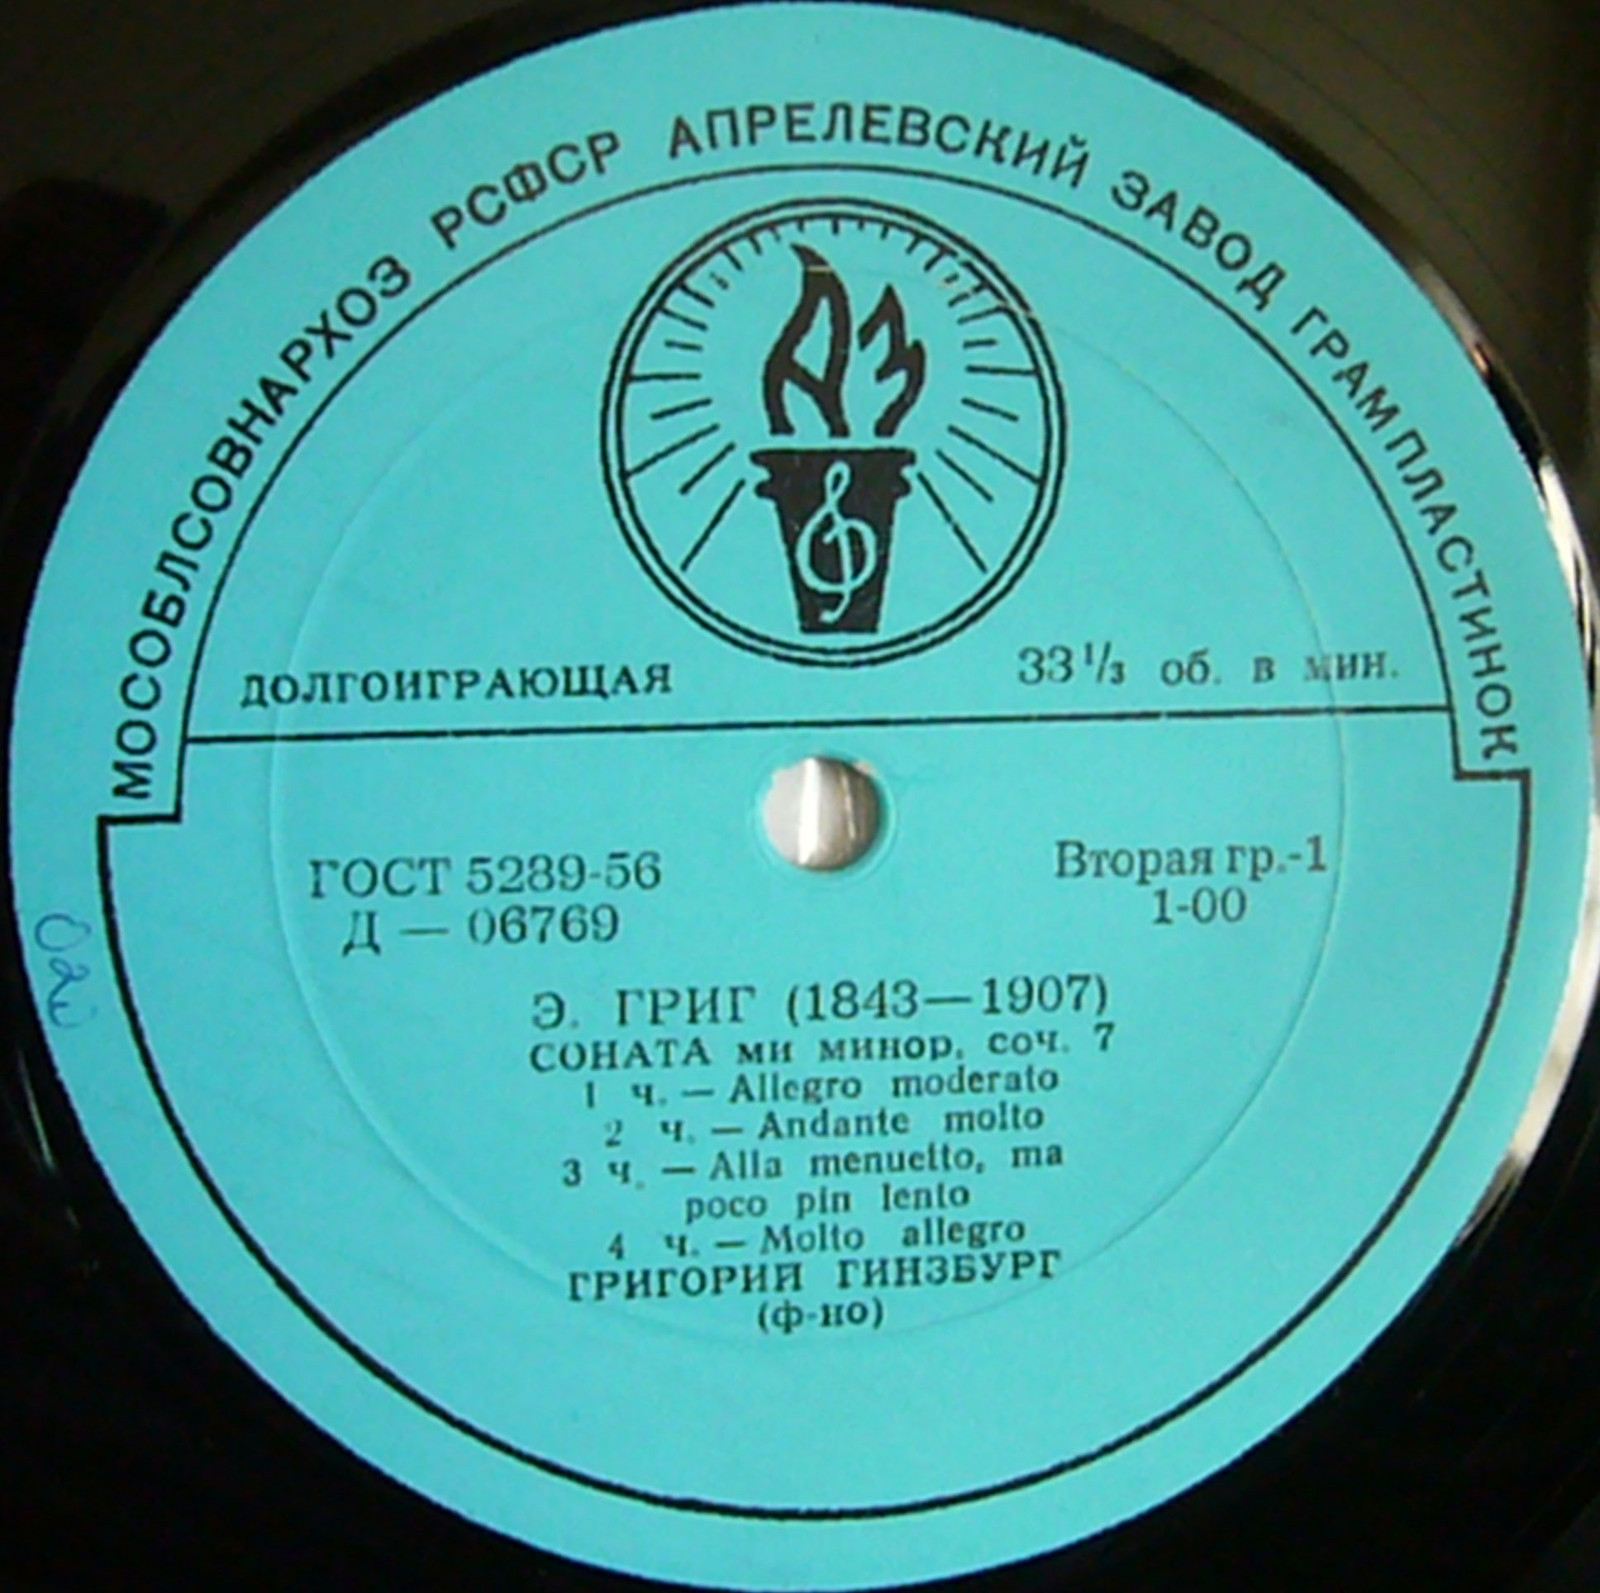 МОСОБЛСОВНАРХОЗ РСФСР АПРЕЛЕВСКИЙ ЗАВОД ГРАМПЛАСТИНОК
АЗ
ДОЛГОИГРАЮЩАЯ
33 1/3 об. в мин.
ГОСТ 5289-56
Д — 06769
Вторая гр.-1
1-00
Э. ГРИГ (1843—1907)
СОНАТА ми минор, соч. 7
1 ч. — Allegro moderato
2 ч. — Andante molto
3 ч. — Alla menuetto, ma
poco pin lento
4 ч. — Molto allegro
ГРИГОРИЙ ГИНЗБУРГ
(ф-но)